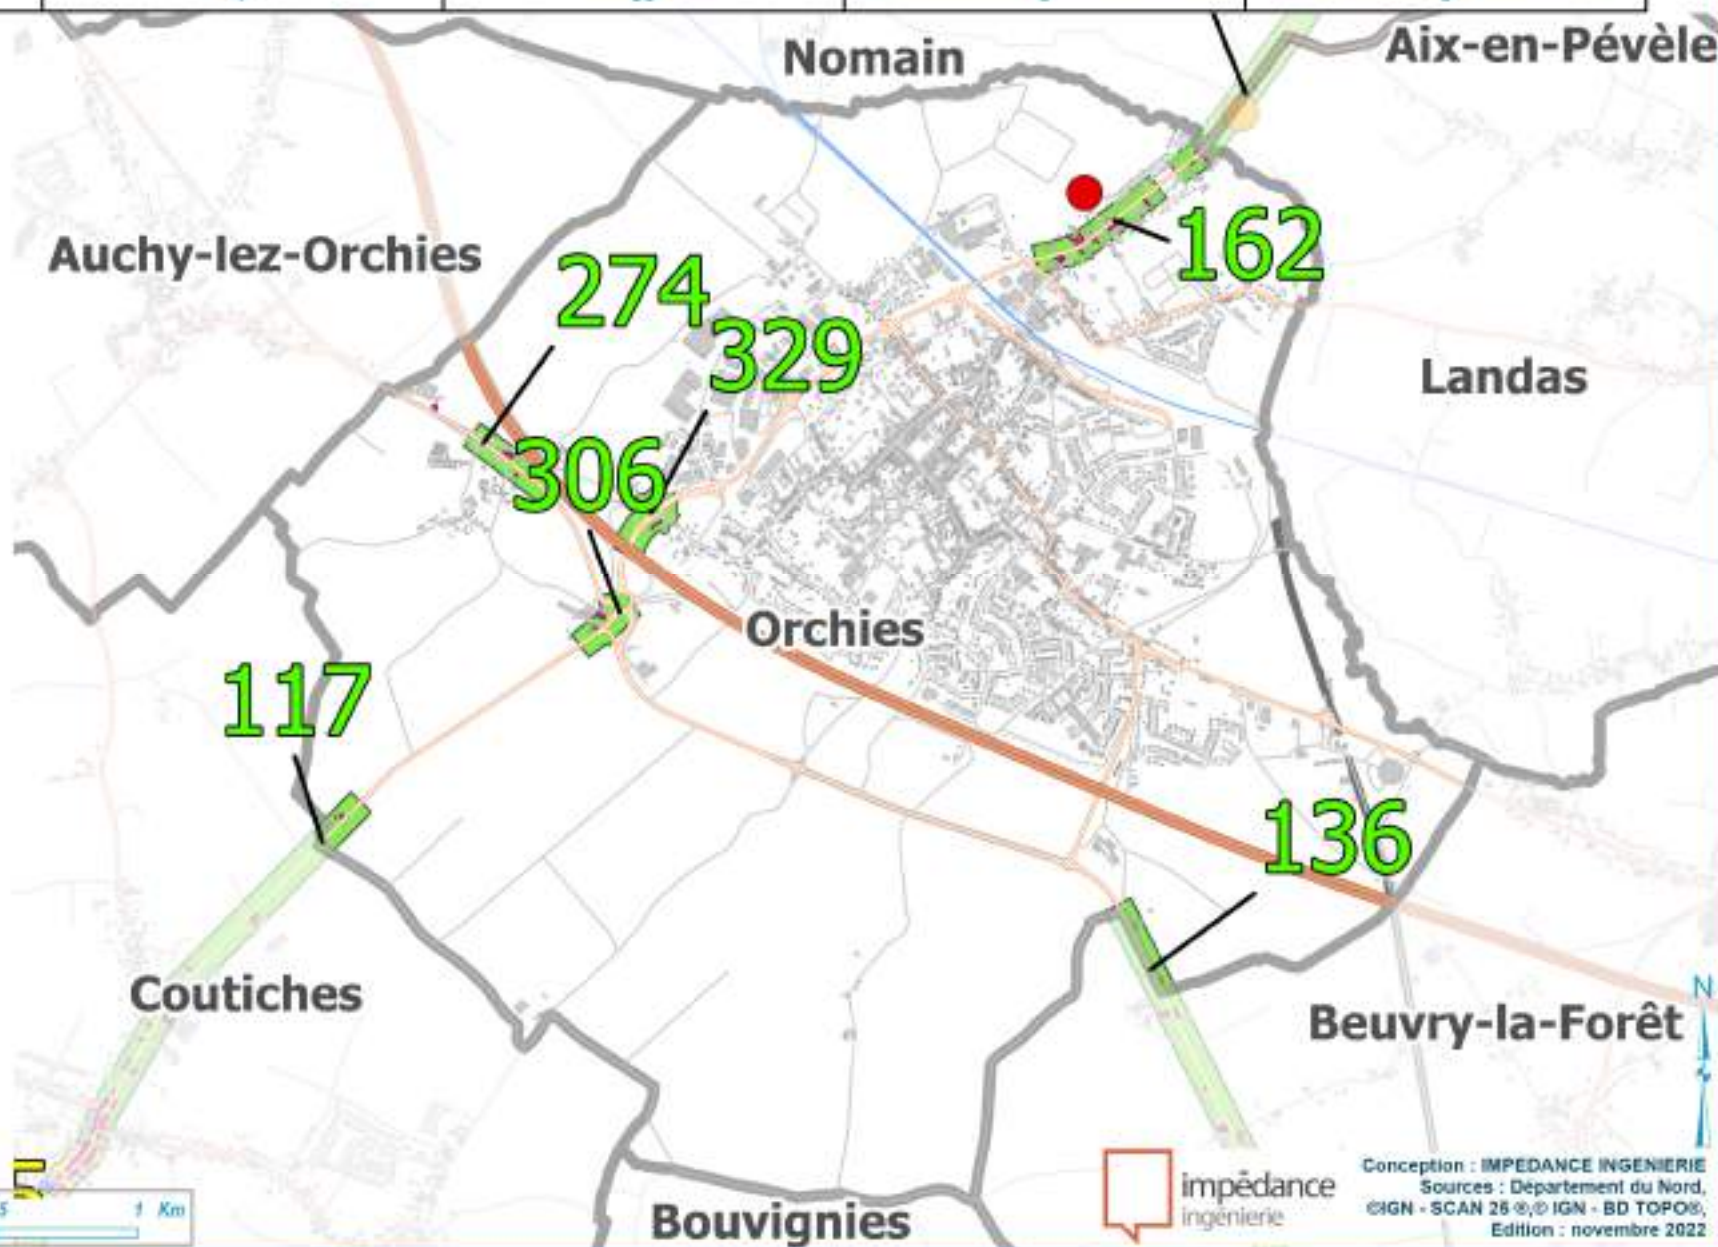 Nomain
Aix-en-Pévèle
162
Auchy-lez-Orchies
274
329
Landas
306
Orchies
117
136
Coutiches
N
Beuvry-la-Forêt
5
5
1 Km
Bouvignies
impédance
ingénierie
Conception : IMPEDANCE INGENIERIE
Sources : Département du Nord,
©IGN - SCAN 25 ®,© IGN - BD TOPO®,
Edition : novembre 2022